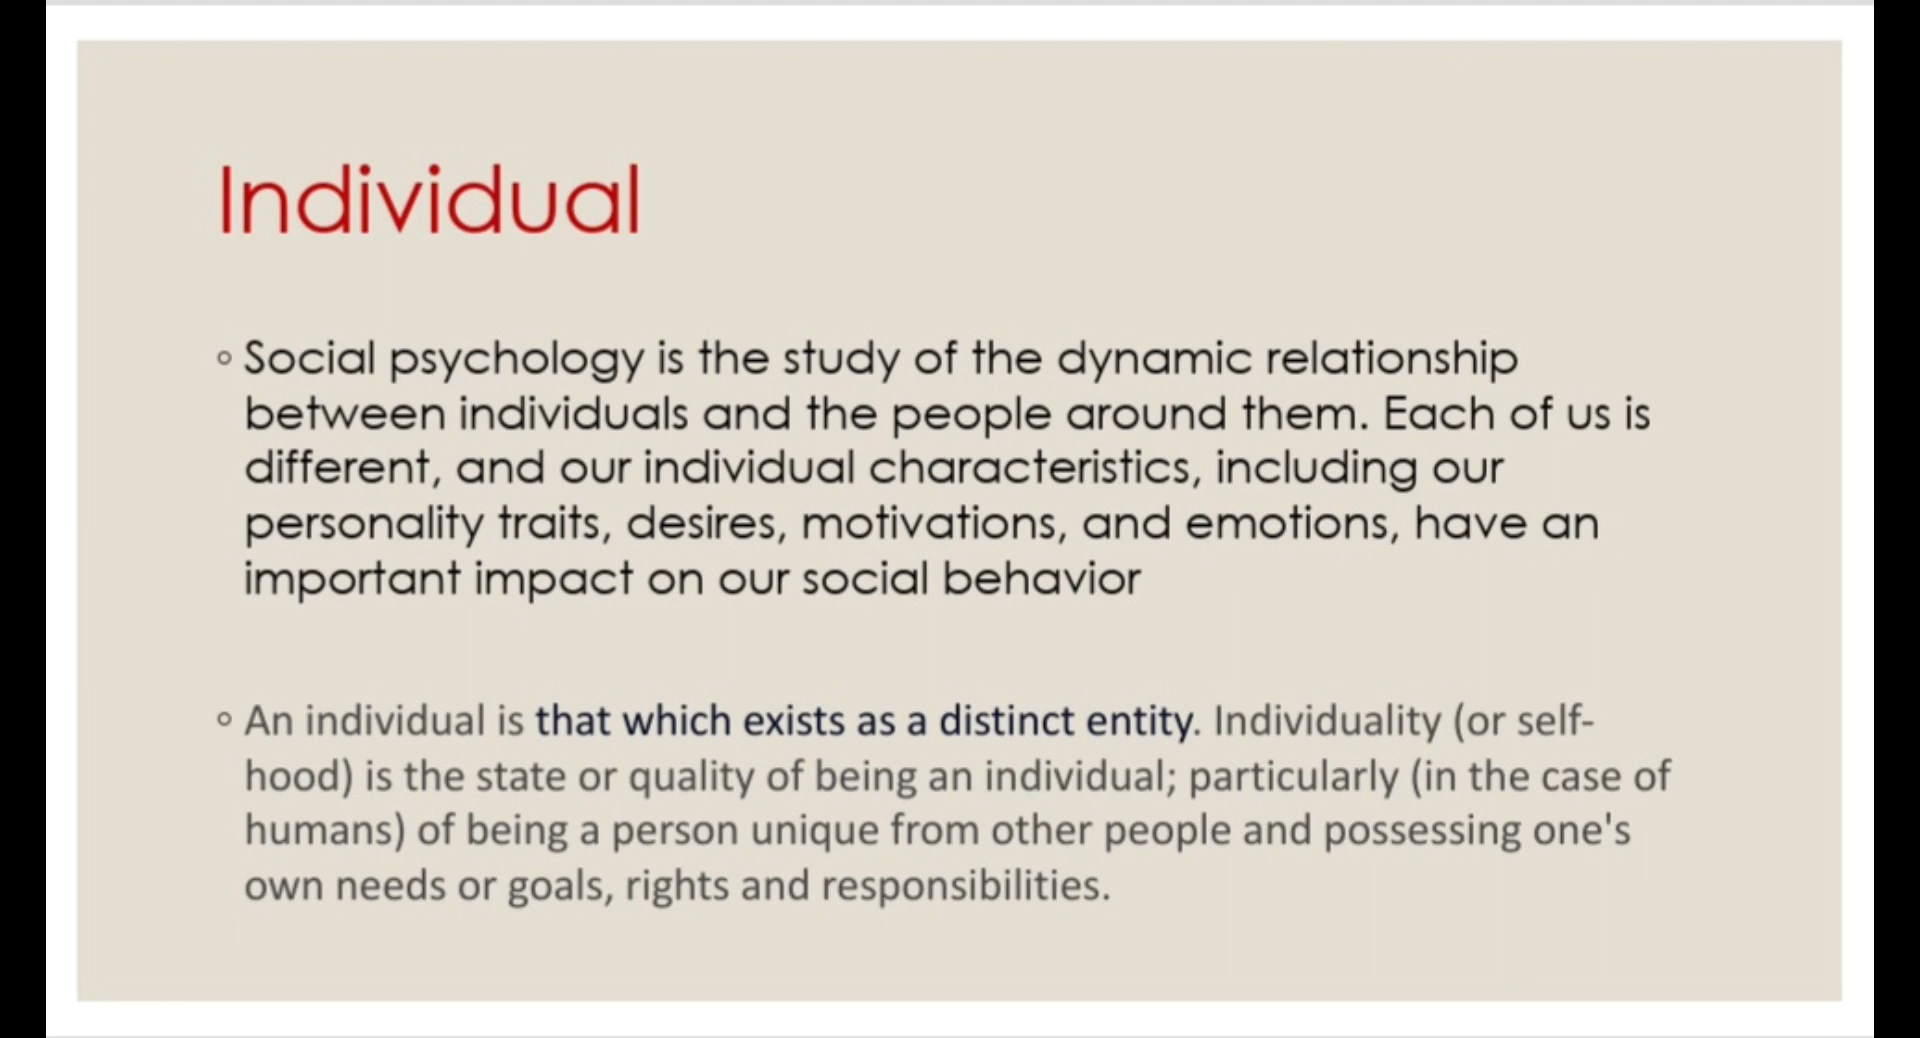 Individual
◦ Social psychology is the study of the dynamic relationship
between individuals and the people around them. Each of us is
different, and our individual characteristics, including our
personality traits, desires, motivations, and emotions, have an
important impact on our social behavior
◦ An individual is that which exists as a distinct entity. Individuality (or self-
hood) is the state or quality of being an individual; particularly (in the case of
humans) of being a person unique from other people and possessing one's
own needs or goals, rights and responsibilities.